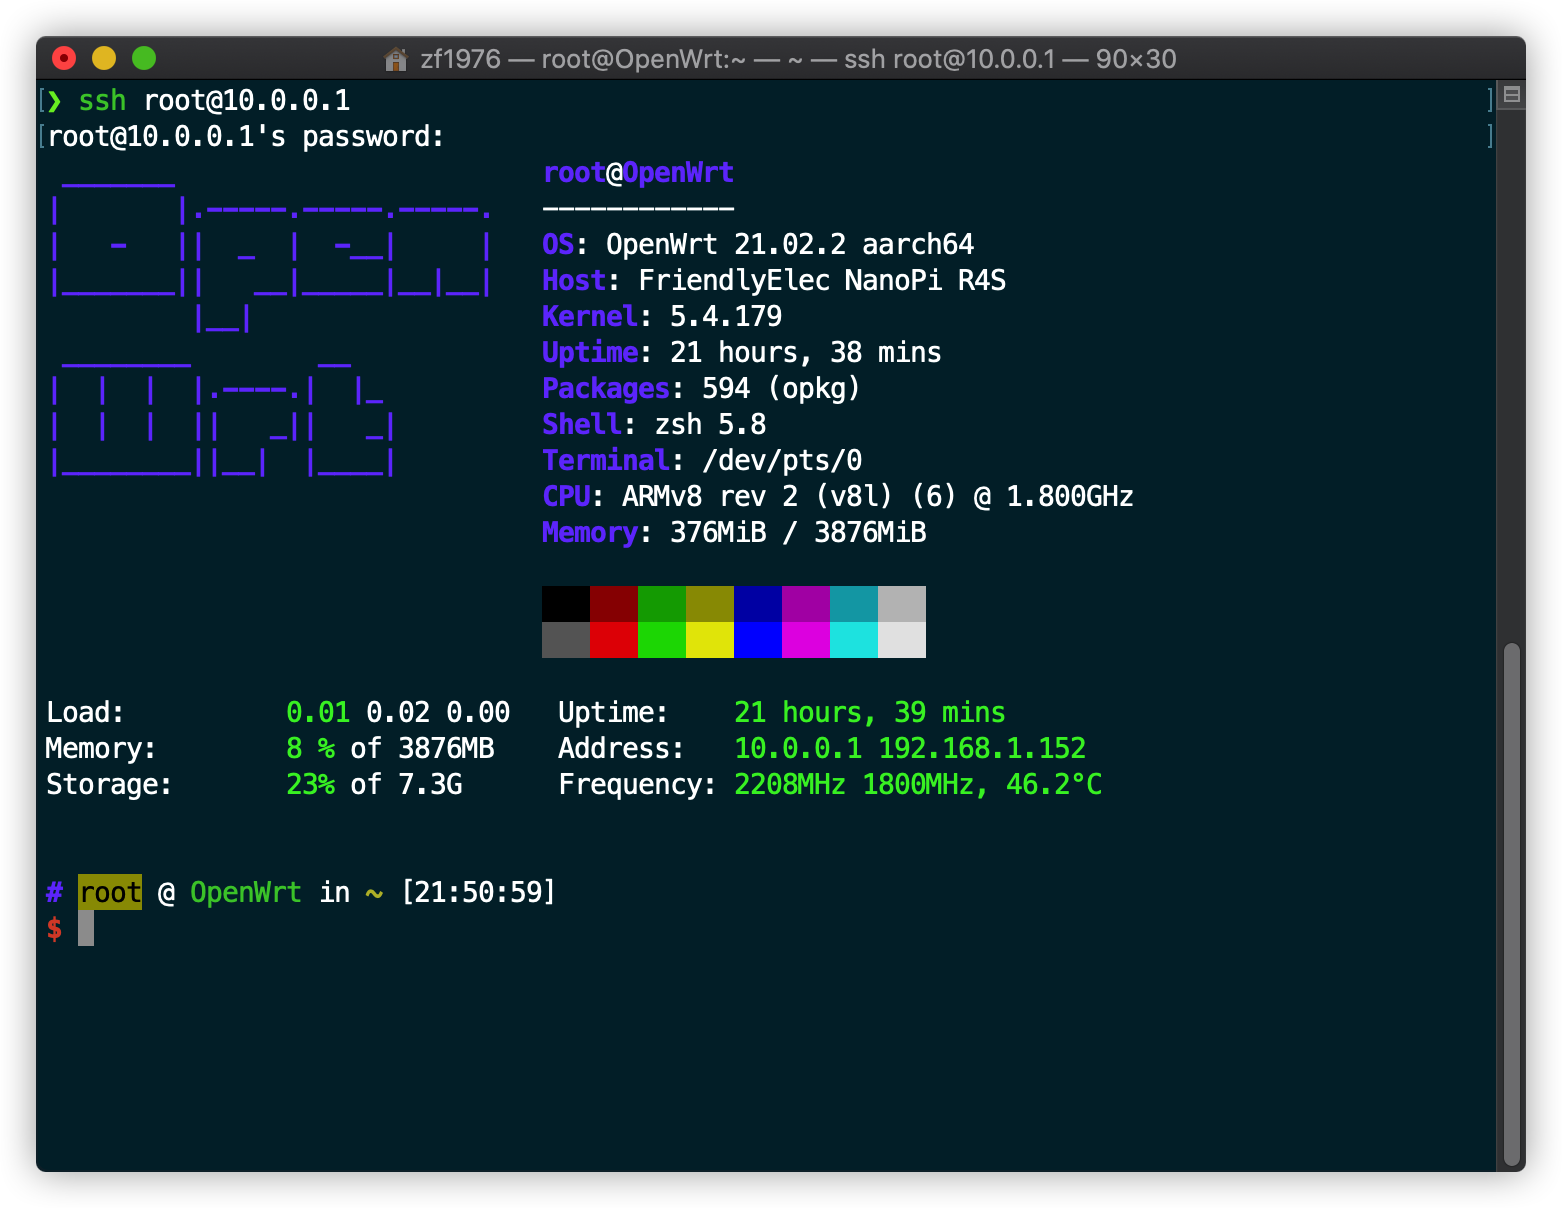 zf1976 — root@OpenWrt:~ — ~ — ssh root@10.0.0.1 — 90×30
[❯ ssh root@10.0.0.1 ]
[root@10.0.0.1's password: ]
root@OpenWrt
------------
OS: OpenWrt 21.02.2 aarch64
Host: FriendlyElec NanoPi R4S
Kernel: 5.4.179
Uptime: 21 hours, 38 mins
Packages: 594 (opkg)
Shell: zsh 5.8
Terminal: /dev/pts/0
CPU: ARMv8 rev 2 (v8l) (6) @ 1.800GHz
Memory: 376MiB / 3876MiB
Load: 0.01 0.02 0.00 Uptime: 21 hours, 39 mins
Memory: 8 % of 3876MB Address: 10.0.0.1 192.168.1.152
Storage: 23% of 7.3G Frequency: 2208MHz 1800MHz, 46.2°C
# root @ OpenWrt in ~ [21:50:59]
$